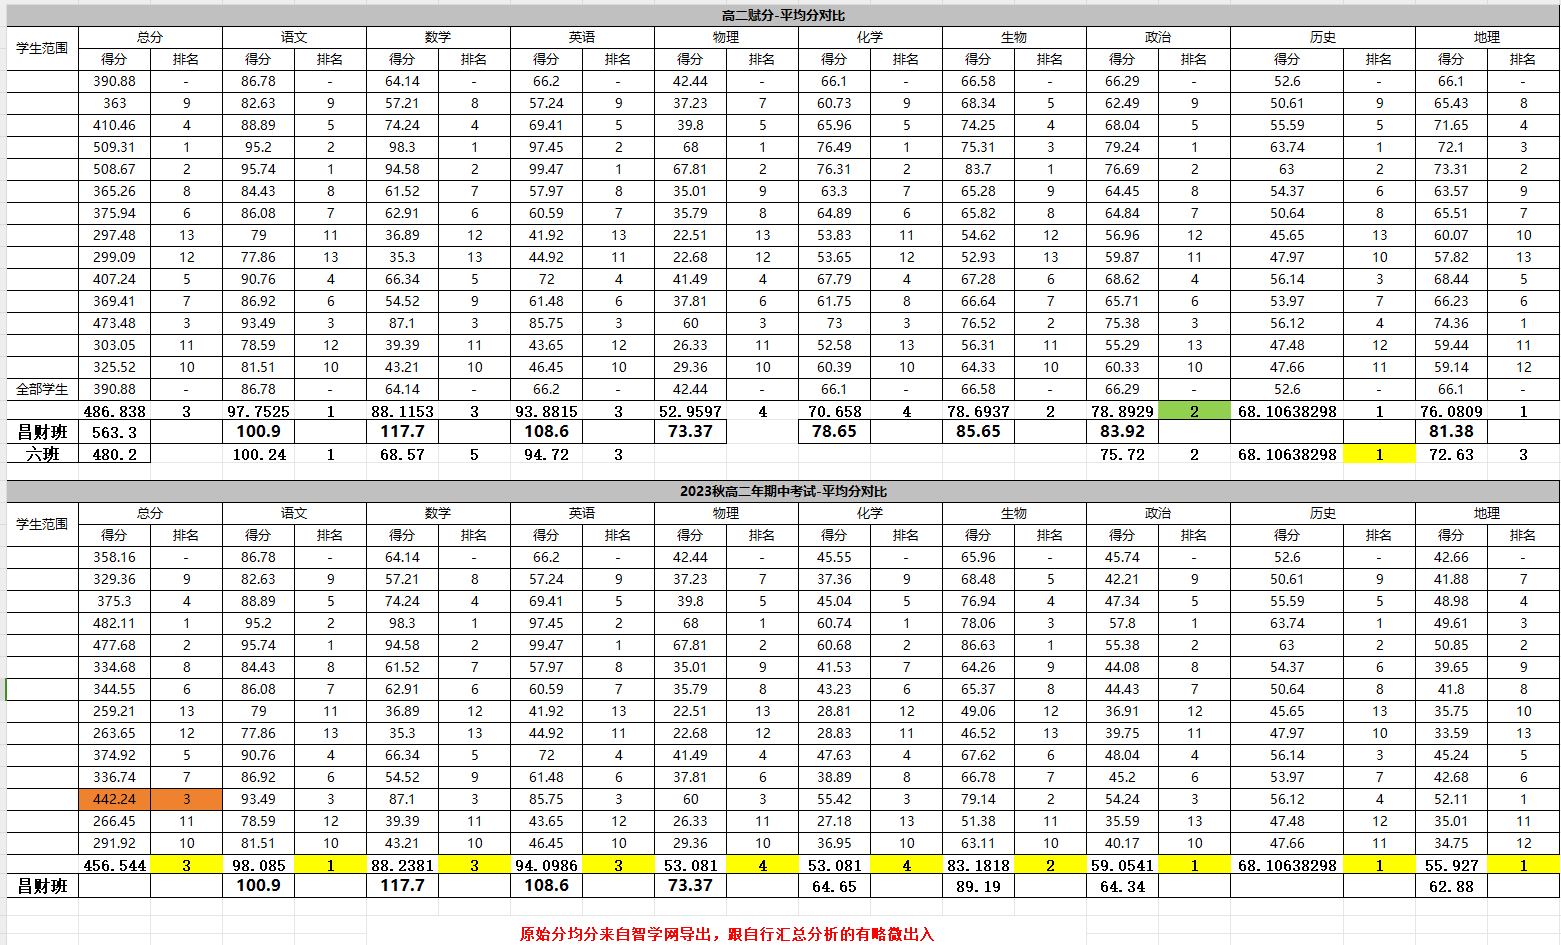 高二赋分-平均分对比
学生范围 总分 语文 数学 英语 物理 化学 生物 政治 历史 地理
得分 排名 得分 排名 得分 排名 得分 排名 得分 排名 得分 排名 得分 排名 得分 排名 得分 排名 得分 排名
390.88 - 86.78 - 64.14 - 66.2 - 42.44 - 66.1 - 66.58 - 66.29 - 52.6 - 66.1 -
363 9 82.63 9 57.21 8 57.24 9 37.23 7 60.73 9 68.34 5 62.49 9 50.61 9 65.43 8
410.46 4 88.89 5 74.24 4 69.41 5 39.8 5 65.96 5 74.25 4 68.04 5 55.59 5 71.65 4
509.31 1 95.2 2 98.3 1 97.45 2 68 1 76.49 1 75.31 3 79.24 1 63.74 1 72.1 3
508.67 2 95.74 1 94.58 2 99.47 1 67.81 2 76.31 2 83.7 1 76.69 2 63 2 73.31 2
365.26 8 84.43 8 61.52 7 57.97 8 35.01 9 63.3 7 65.28 9 64.45 8 54.37 6 63.57 9
375.94 6 86.08 7 62.91 6 60.59 7 35.79 8 64.89 6 65.82 8 64.84 7 50.64 8 65.51 7
297.48 13 79 11 36.89 12 41.92 13 22.51 13 53.83 11 54.62 12 56.96 12 45.65 13 60.07 10
299.09 12 77.86 13 35.3 13 44.92 11 22.68 12 53.65 12 52.93 13 59.87 11 47.97 10 57.82 13
407.24 5 90.76 4 66.34 5 72 4 41.49 4 67.79 4 67.28 6 68.62 4 56.14 3 68.44 5
369.41 7 86.92 6 54.52 9 61.48 6 37.81 6 61.75 8 66.64 7 65.71 6 53.97 7 66.23 6
473.48 3 93.49 3 87.1 3 85.75 3 60 3 73 3 76.52 2 75.38 3 56.12 4 74.36 1
303.05 11 78.59 12 39.39 11 43.65 12 26.33 11 52.58 13 56.31 11 55.29 13 47.48 12 59.44 11
325.52 10 81.51 10 43.21 10 46.45 10 29.36 10 60.39 10 64.33 10 60.33 10 47.66 11 59.14 12
全部学生 390.88 - 86.78 - 64.14 - 66.2 - 42.44 - 66.1 - 66.58 - 66.29 - 52.6 - 66.1 -
486.838 3 97.7525 1 88.1153 3 93.8815 3 52.9597 4 70.658 4 78.6937 2 78.8929 2 68.10638298 1 76.0809 1
昌财班 563.3 100.9 117.7 108.6 73.37 78.65 85.65 83.92 81.38
六班 480.2 100.24 1 68.57 5 94.72 3 75.72 2 68.10638298 1 72.63 3
2023秋高二年期中考试-平均分对比
学生范围 总分 语文 数学 英语 物理 化学 生物 政治 历史 地理
得分 排名 得分 排名 得分 排名 得分 排名 得分 排名 得分 排名 得分 排名 得分 排名 得分 排名 得分 排名
358.16 - 86.78 - 64.14 - 66.2 - 42.44 - 45.55 - 65.96 - 45.74 - 52.6 - 42.66 -
329.36 9 82.63 9 57.21 8 57.24 9 37.23 7 37.36 9 68.48 5 42.21 9 50.61 9 41.88 7
375.3 4 88.89 5 74.24 4 69.41 5 39.8 5 45.04 5 76.94 4 47.34 5 55.59 5 48.98 4
482.11 1 95.2 2 98.3 1 97.45 2 68 1 60.74 1 78.06 3 57.8 1 63.74 1 49.61 3
477.68 2 95.74 1 94.58 2 99.47 1 67.81 2 60.68 2 86.63 1 55.38 2 63 2 50.85 2
334.68 8 84.43 8 61.52 7 57.97 8 35.01 9 41.53 7 64.26 9 44.08 8 54.37 6 39.65 9
344.55 6 86.08 7 62.91 6 60.59 7 35.79 8 43.23 6 65.37 8 44.43 7 50.64 8 41.8 8
259.21 13 79 11 36.89 12 41.92 13 22.51 13 28.81 12 49.06 12 36.91 12 45.65 13 35.75 10
263.65 12 77.86 13 35.3 13 44.92 11 22.68 12 28.83 11 46.52 13 39.75 11 47.97 10 33.59 13
374.92 5 90.76 4 66.34 5 72 4 41.49 4 47.63 4 67.62 6 48.04 4 56.14 3 45.24 5
336.74 7 86.92 6 54.52 9 61.48 6 37.81 6 38.89 8 66.78 7 45.2 6 53.97 7 42.68 6
442.24 3 93.49 3 87.1 3 85.75 3 60 3 55.42 3 79.14 2 54.24 3 56.12 4 52.11 1
266.45 11 78.59 12 39.39 11 43.65 12 26.33 11 27.18 13 51.38 11 35.59 13 47.48 12 35.01 11
291.92 10 81.51 10 43.21 10 46.45 10 29.36 10 36.95 10 63.11 10 40.17 10 47.66 11 34.75 12
456.544 3 98.085 1 88.2381 3 94.0986 3 53.081 4 53.081 4 83.1818 2 59.0541 1 68.10638298 1 55.927 1
昌财班 100.9 117.7 108.6 73.37 64.65 89.19 64.34 62.88
原始分均分来自智学网导出，跟自行汇总分析的有略微出入